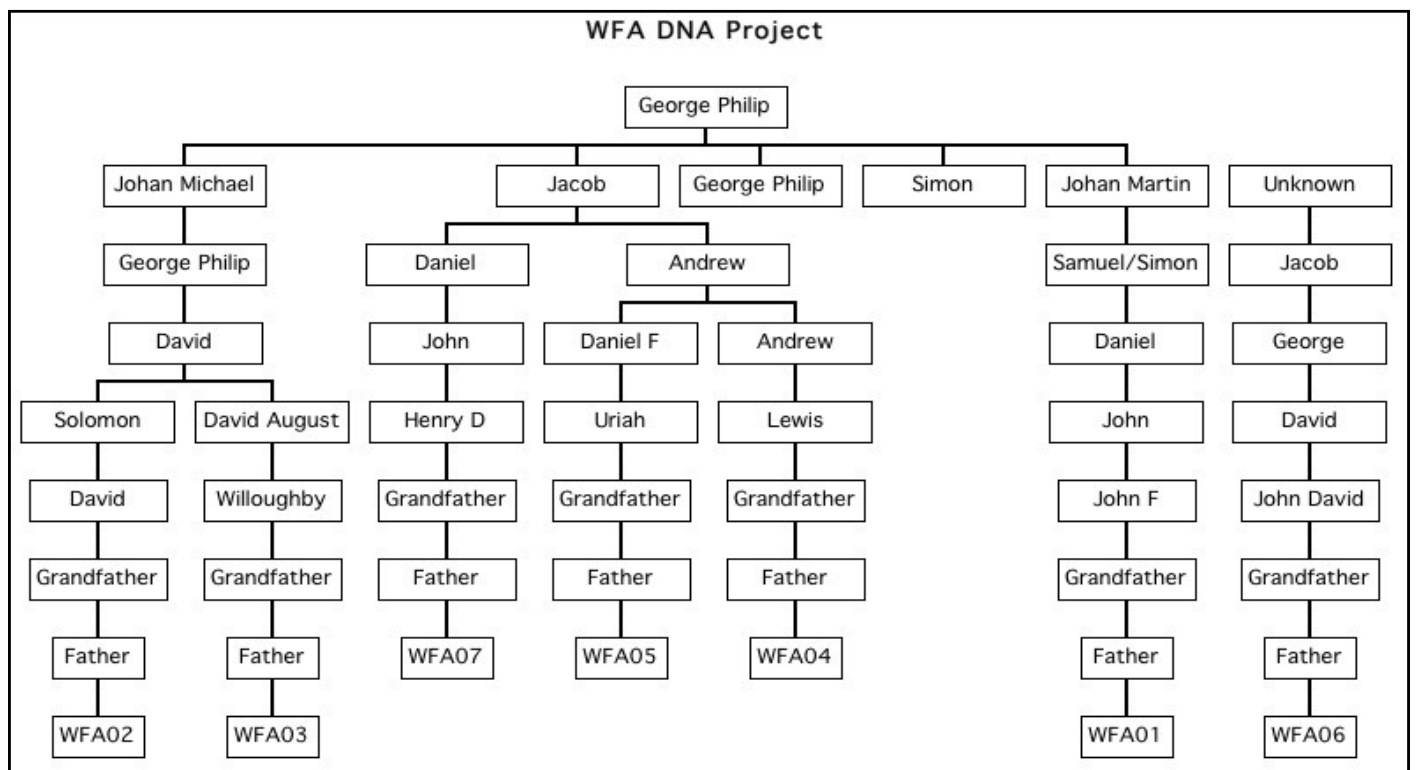 WFA DNA Project
George Philip
Johan Michael
Jacob
George Philip
Simon
Johan Martin
Unknown
George Philip
Daniel
Andrew
Samuel/Simon
Jacob
David
John
Daniel F
Andrew
Daniel
George
Solomon
David August
Henry D
Uriah
Lewis
John
David
David
Willoughby
Grandfather
Grandfather
Grandfather
John F
John David
Grandfather
Grandfather
Father
Father
Father
Grandfather
Grandfather
Father
Father
WFA07
WFA05
WFA04
Father
Father
WFA02
WFA03
WFA01
WFA06